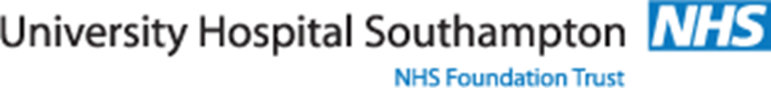 University Hospital Southampton NHS
NHS Foundation Trust